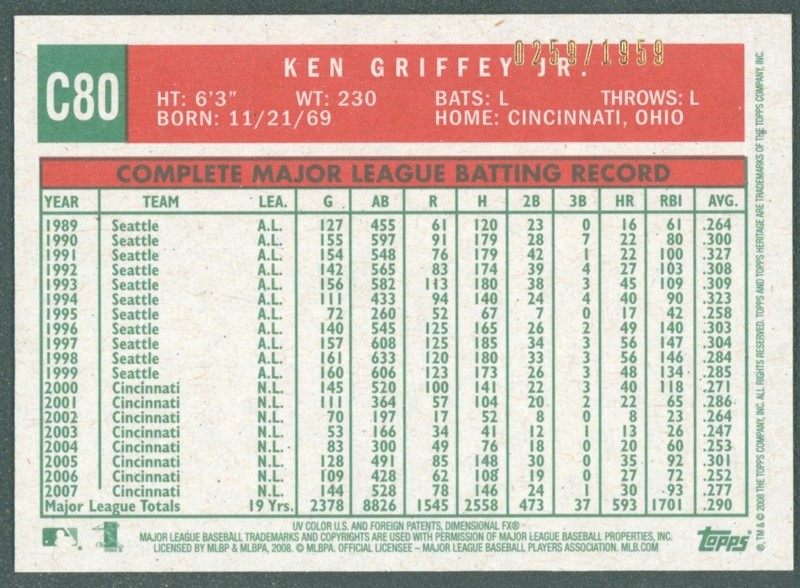 C80
KEN GRIFFEY JR.
0259/1959
HT: 6'3" WT: 230 BATS: L THROWS: L
BORN: 11/21/69 HOME: CINCINNATI, OHIO
COMPLETE MAJOR LEAGUE BATTING RECORD
YEAR TEAM LEA. G AB R H 2B 3B HR RBI AVG.
1989 Seattle A.L. 127 455 61 120 23 0 16 61 .264
1990 Seattle A.L. 155 597 91 179 28 7 22 80 .300
1991 Seattle A.L. 154 548 76 179 42 1 22 100 .327
1992 Seattle A.L. 142 565 83 174 39 4 27 103 .308
1993 Seattle A.L. 156 582 113 180 38 3 45 109 .309
1994 Seattle A.L. 111 433 94 140 24 4 40 90 .323
1995 Seattle A.L. 72 260 52 67 7 0 17 42 .258
1996 Seattle A.L. 140 545 125 165 26 2 49 140 .303
1997 Seattle A.L. 157 608 125 185 34 3 56 147 .304
1998 Seattle A.L. 161 633 120 180 33 3 56 146 .284
1999 Seattle A.L. 160 606 123 173 26 3 48 134 .285
2000 Cincinnati N.L. 145 520 100 141 22 3 40 118 .271
2001 Cincinnati N.L. 111 364 57 104 20 2 22 65 .286
2002 Cincinnati N.L. 70 197 17 52 8 0 8 23 .264
2003 Cincinnati N.L. 53 166 34 41 12 1 13 26 .247
2004 Cincinnati N.L. 83 300 49 76 18 0 20 60 .253
2005 Cincinnati N.L. 128 491 85 148 30 0 35 92 .301
2006 Cincinnati N.L. 109 428 62 108 19 0 27 72 .252
2007 Cincinnati N.L. 144 528 78 146 24 1 30 93 .277
Major League Totals 19 Yrs. 2378 8826 1545 2558 473 37 593 1701 .290
UV COLOR U.S. AND FOREIGN PATENTS, DIMENSIONAL FX®
MAJOR LEAGUE BASEBALL TRADEMARKS AND COPYRIGHTS ARE USED WITH PERMISSION OF MAJOR LEAGUE BASEBALL PROPERTIES, INC.
LICENSED BY MLBP & MLBPA, 2008. © MLBPA. OFFICIAL LICENSEE – MAJOR LEAGUE BASEBALL PLAYERS ASSOCIATION. MLB.COM
Topps
®, TM & © 2008 THE TOPPS COMPANY, INC. ALL RIGHTS RESERVED. TOPPS AND TOPPS HERITAGE ARE TRADEMARKS OF THE TOPPS COMPANY, INC.